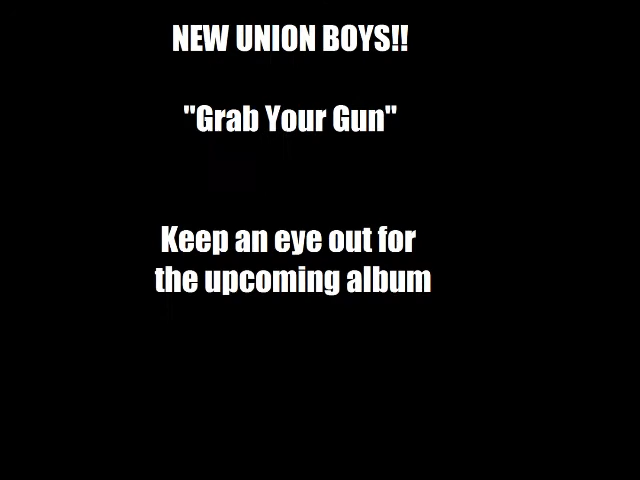 NEW UNION BOYS!!
"Grab Your Gun"
Keep an eye out for
the upcoming album